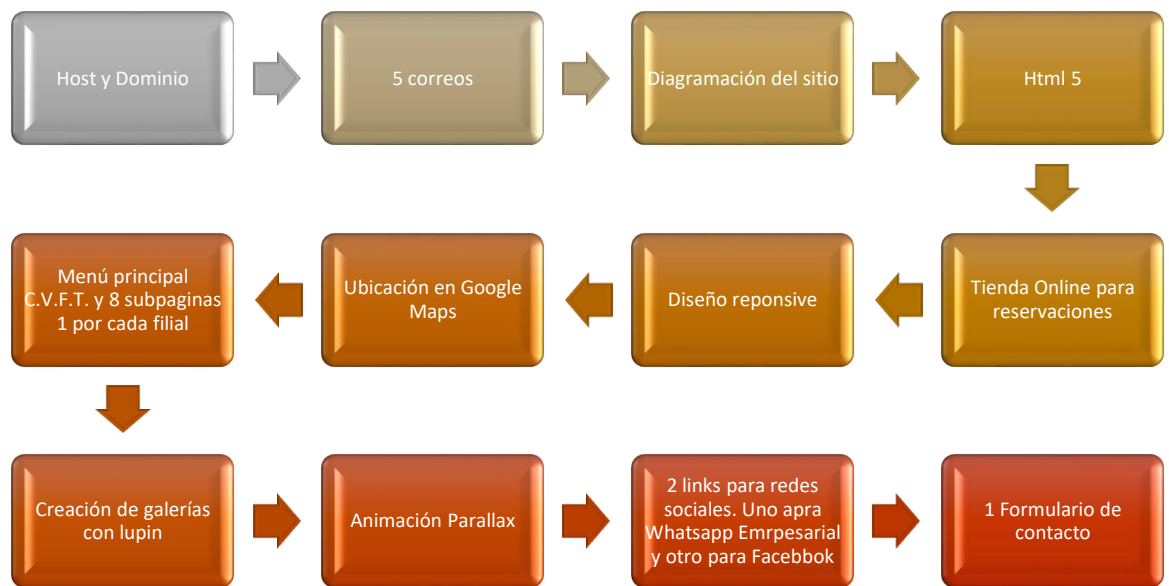 Host y Dominio
5 correos
Diagramación del sitio
Html 5
Tienda Online para
reservaciones
Diseño reponsive
Ubicación en Google
Maps
Menú principal
C.V.F.T. y 8 subpaginas
1 por cada filial
Creación de galerías
con lupin
Animación Parallax
2 links para redes
sociales. Uno apra
Whatsapp Emrpesarial
y otro para Facebbok
1 Formulario de
contacto